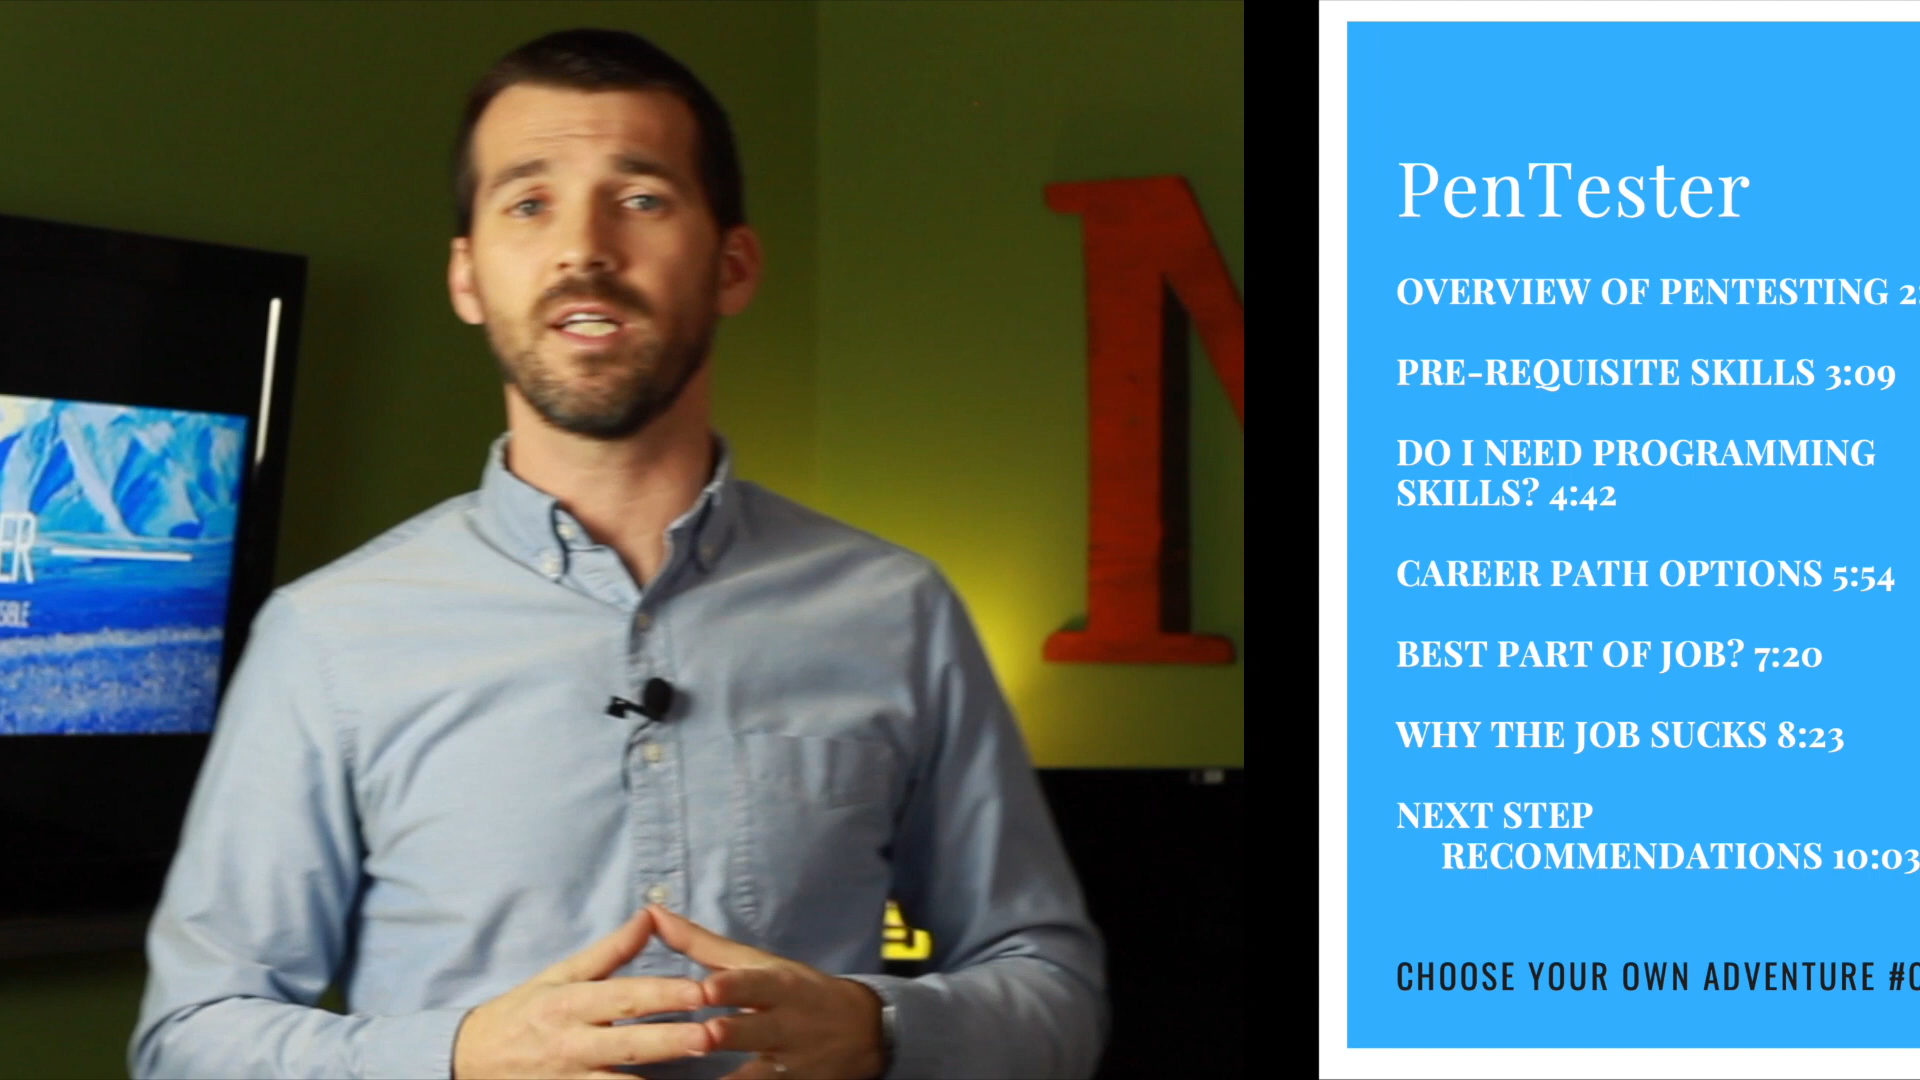 PenTester
OVERVIEW OF PENTESTING
PRE-REQUISITE SKILLS 3:09
DO I NEED PROGRAMMING
SKILLS? 4:42
CAREER PATH OPTIONS 5:54
BEST PART OF JOB? 7:20
WHY THE JOB SUCKS 8:23
NEXT STEP
RECOMMENDATIONS 10:03
CHOOSE YOUR OWN ADVENTURE